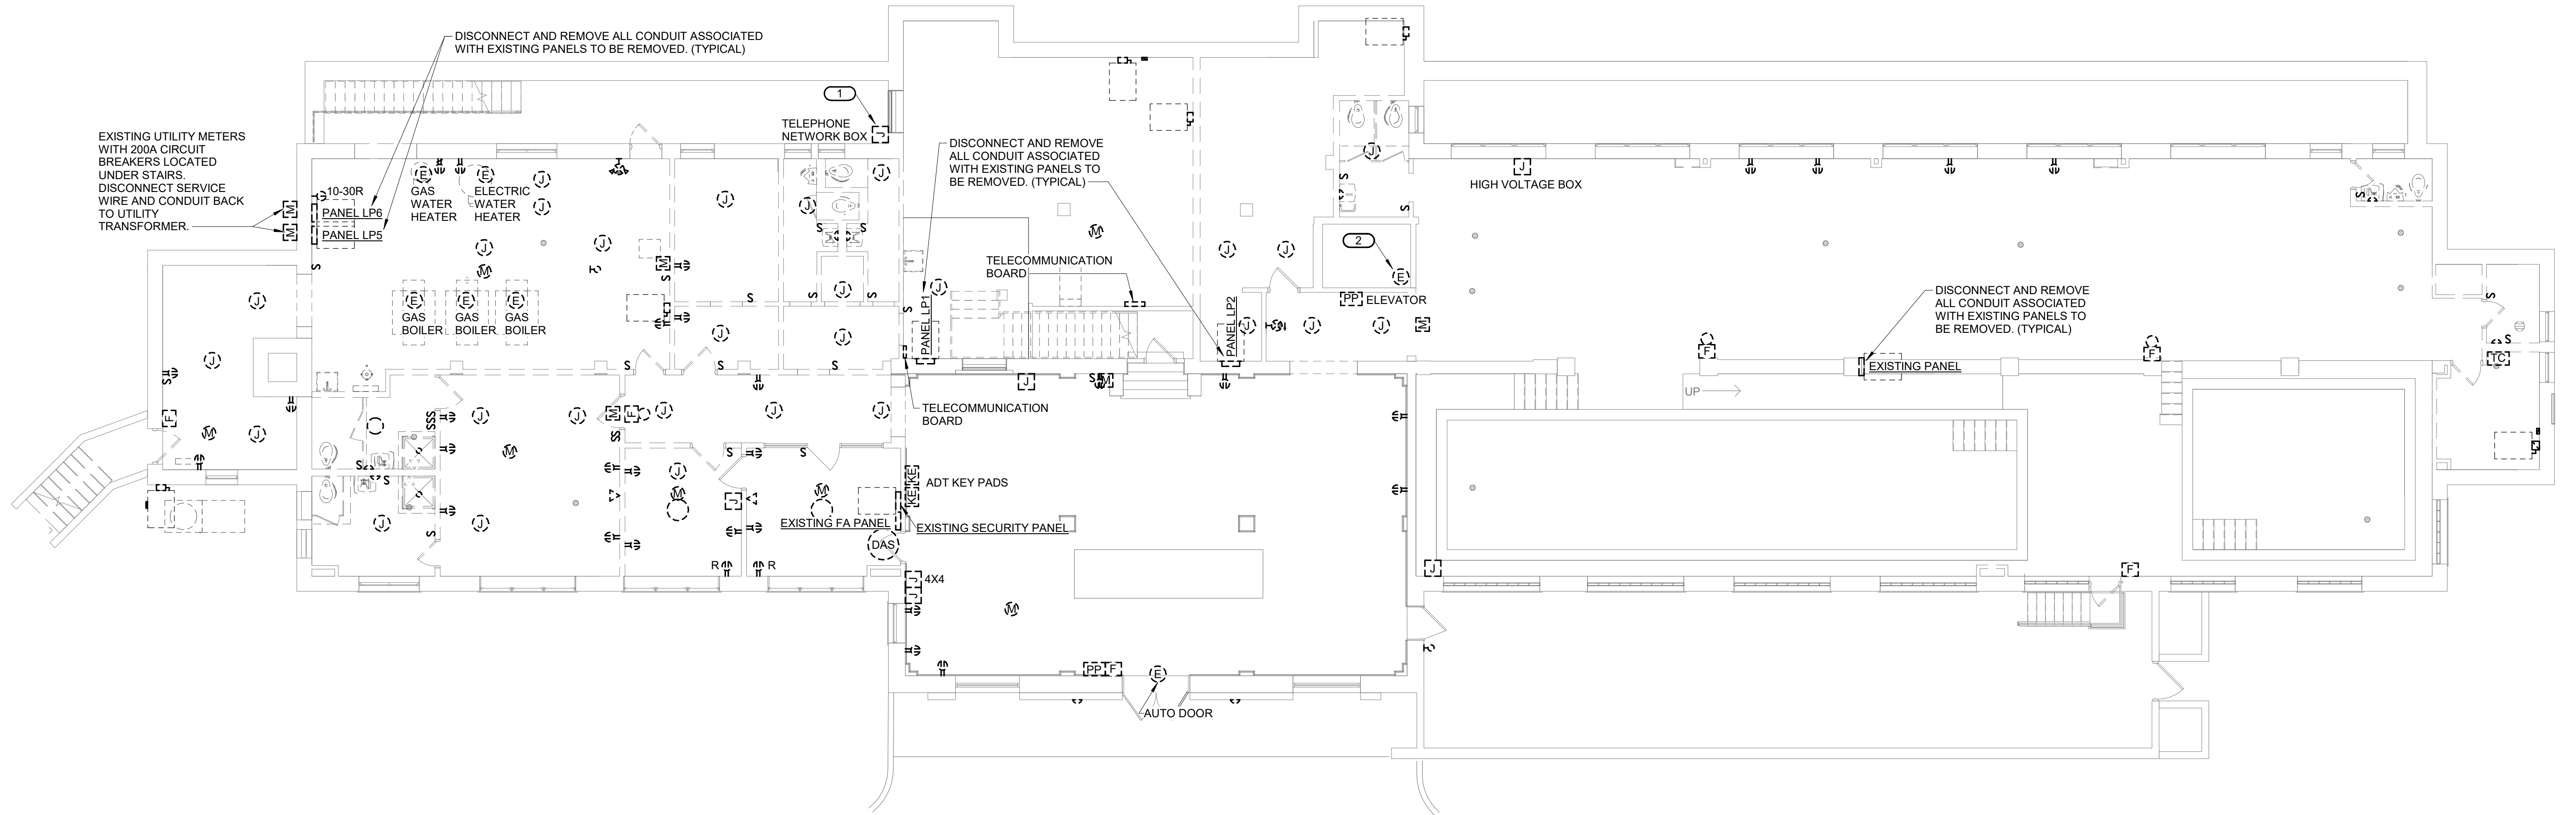 DISCONNECT AND REMOVE ALL CONDUIT ASSOCIATED
WITH EXISTING PANELS TO BE REMOVED. (TYPICAL)
1
TELEPHONE
NETWORK BOX
J
EXISTING UTILITY METERS
WITH 200A CIRCUIT
BREAKERS LOCATED
UNDER STAIRS.
DISCONNECT SERVICE
WIRE AND CONDUIT BACK
TO UTILITY
TRANSFORMER.
M
M
10-30R
PANEL LP6
PANEL LP5
E
GAS
WATER
HEATER
E
ELECTRIC
WATER
HEATER
J
J
J
J
M
E
GAS
BOILER
E
GAS
BOILER
E
GAS
BOILER
DISCONNECT AND REMOVE
ALL CONDUIT ASSOCIATED
WITH EXISTING PANELS TO
BE REMOVED. (TYPICAL)
TELECOMMUNICATION
BOARD
PANEL LP1
PANEL LP2
TELECOMMUNICATION
BOARD
2
E
PP
ELEVATOR
M
J
HIGH VOLTAGE BOX
DISCONNECT AND REMOVE
ALL CONDUIT ASSOCIATED
WITH EXISTING PANELS TO
BE REMOVED. (TYPICAL)
EXISTING PANEL
F
F
TC
UP
KE
KE
ADT KEY PADS
EXISTING FA PANEL
EXISTING SECURITY PANEL
DAS
R
R
J
4X4
J
M
PP
F
E
AUTO DOOR
J
F